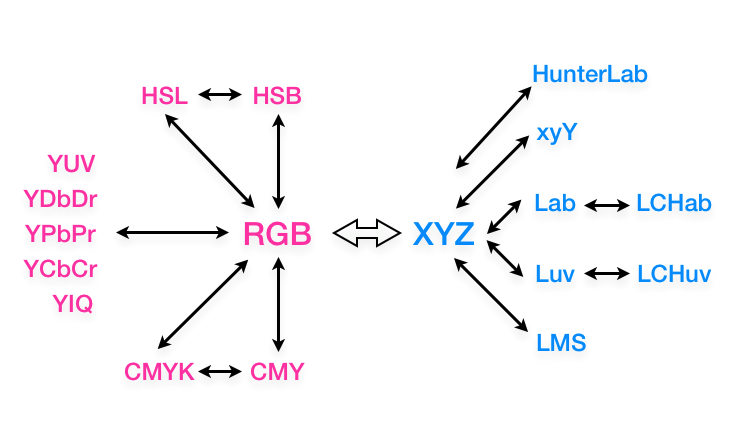 HunterLab
HSL HSB
xyY
YUV
YDbDr
Lab LCHab
YPbPr RGB XYZ
YCbCr
Luv LCHuv
YIQ
LMS
CMYK CMY